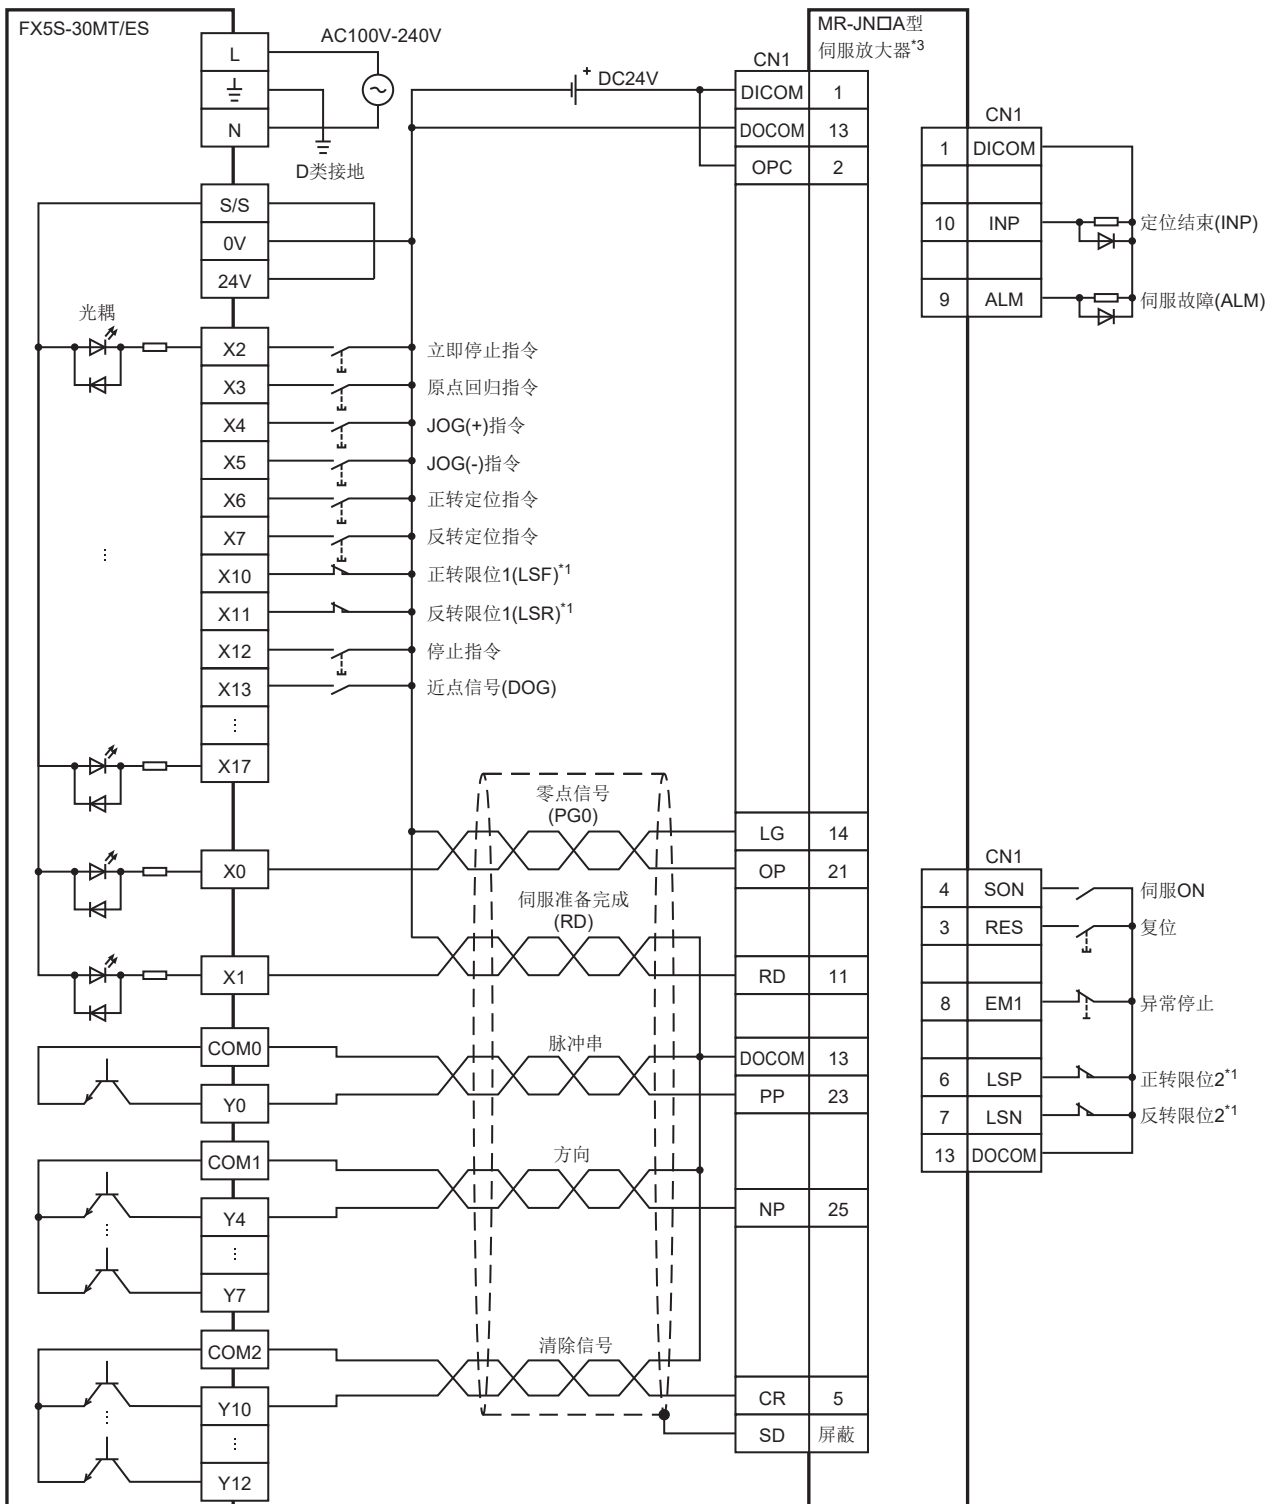 FX5S-30MT/ES
L
N
AC100V-240V
D类接地
S/S
0V
24V
光耦
X2
立即停止指令
X3
原点回归指令
X4
JOG(+)指令
X5
JOG(-)指令
X6
正转定位指令
X7
反转定位指令
X10
正转限位1(LSF)*1
X11
反转限位1(LSR)*1
X12
停止指令
X13
近点信号(DOG)
⋮
⋮
X17
X0
X1
COM0
Y0
COM1
Y4
⋮
⋮
Y7
COM2
Y10
⋮
⋮
Y12
零点信号
(PG0)
伺服准备完成
(RD)
脉冲串
方向
清除信号
+ DC24V
MR-JN□A型
伺服放大器*3
CN1
DICOM 1
DOCOM 13
OPC 2
LG 14
OP 21
RD 11
DOCOM 13
PP 23
NP 25
CR 5
SD 屏蔽
CN1
1 DICOM
10 INP 定位结束(INP)
9 ALM 伺服故障(ALM)
CN1
4 SON 伺服ON
3 RES 复位
8 EM1 异常停止
6 LSP 正转限位2*1
7 LSN 反转限位2*1
13 DOCOM